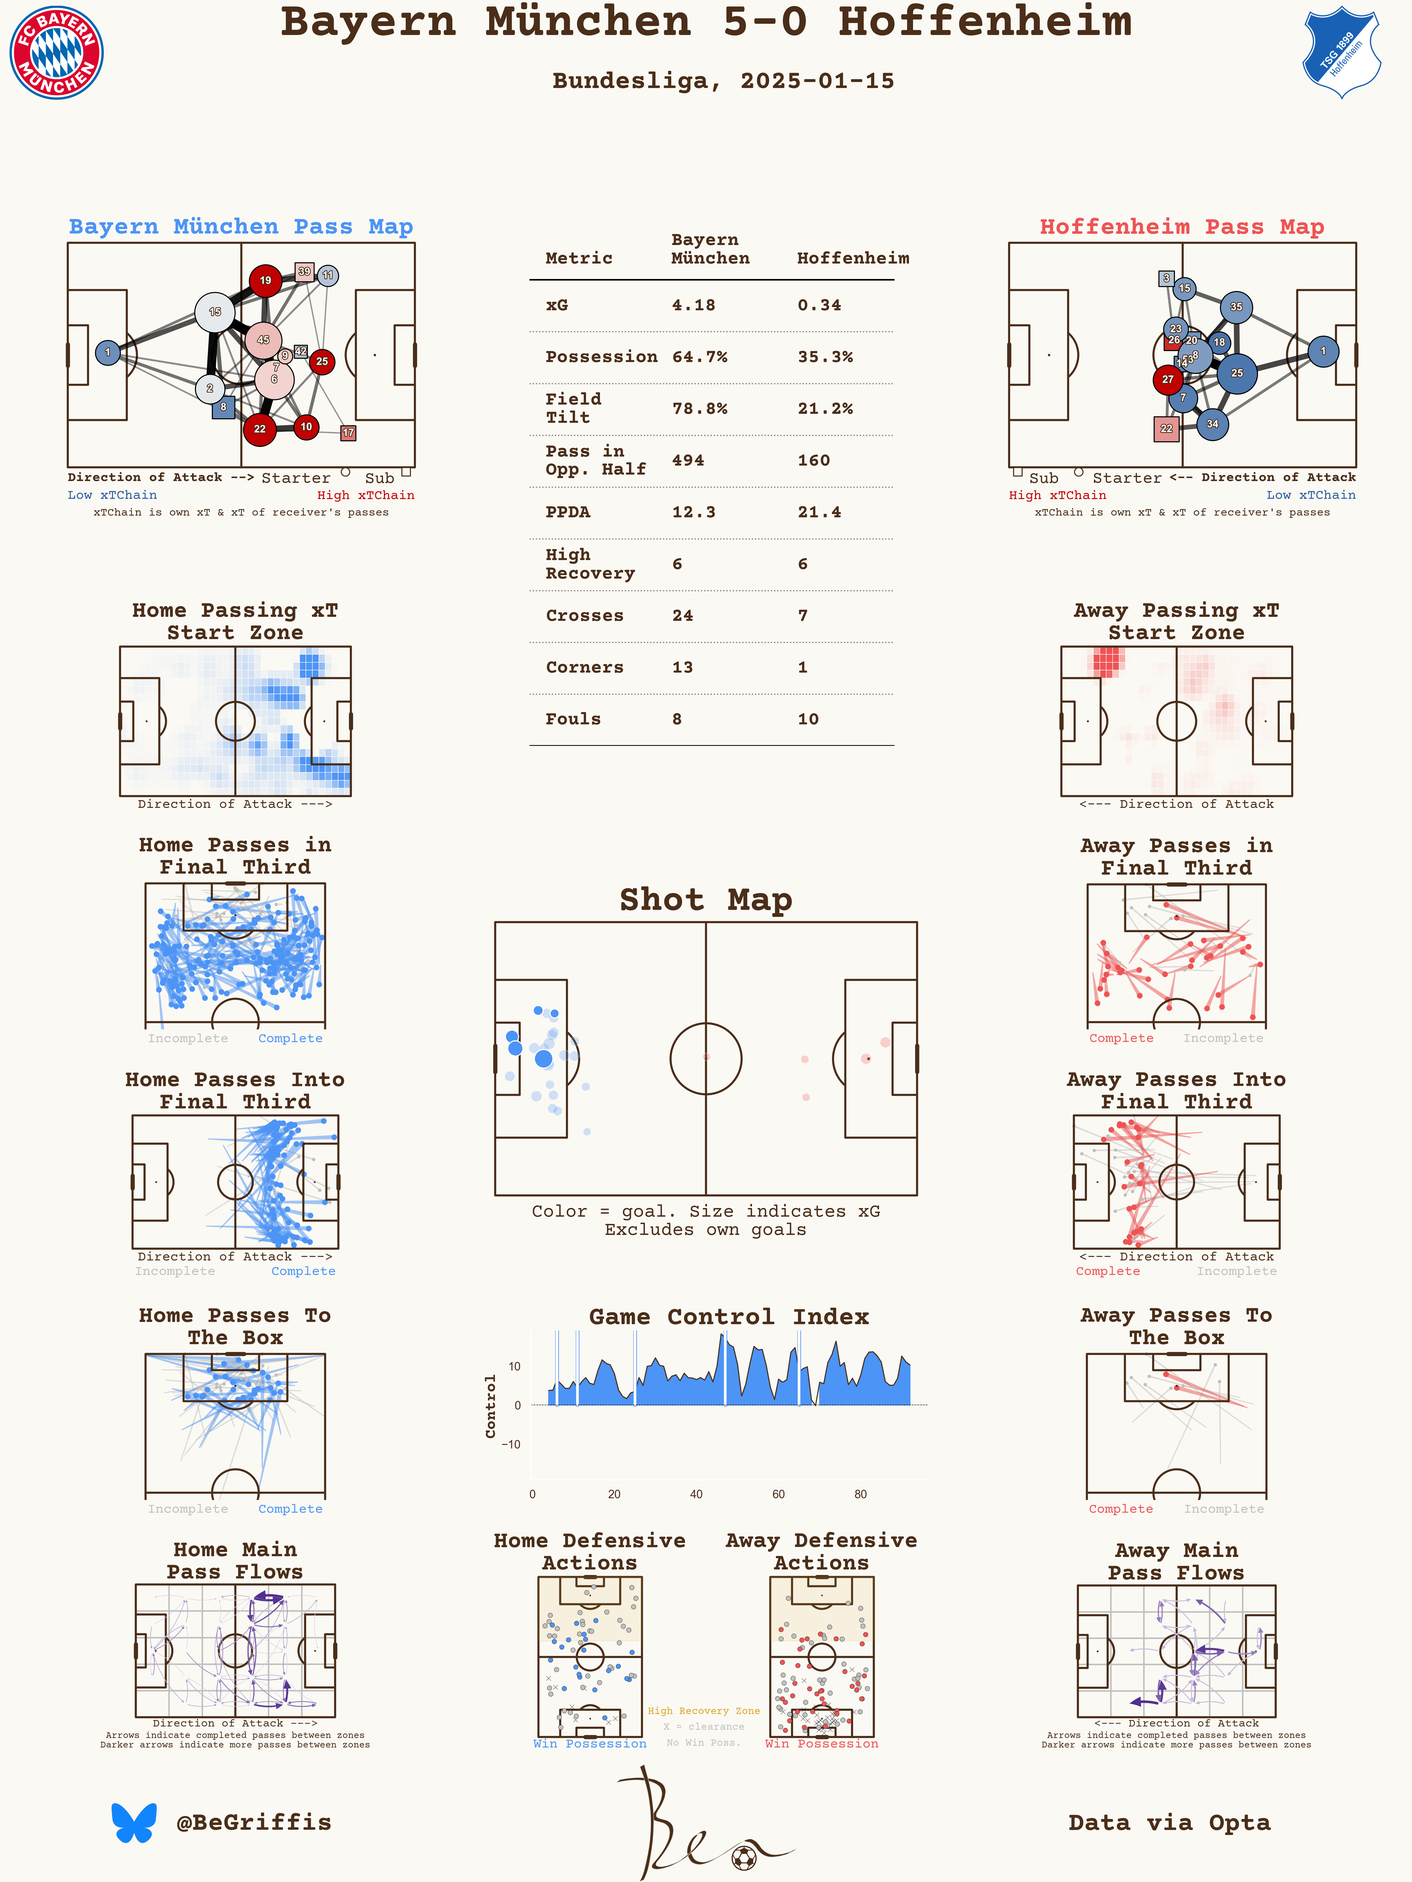 Bayern München 5-0 Hoffenheim
Bundesliga, 2025-01-15
FC BAYERN
MÜNCHEN
TSG 1899
Hoffenheim
Bayern München Pass Map
19
39
11
15
45
42
9
1
25
7
6
2
8
22
10
17
Direction of Attack --> Starter Sub
Low xTChain High xTChain
xTChain is own xT & xT of receiver's passes
Metric Bayern München Hoffenheim
xG 4.18 0.34
Possession 64.7% 35.3%
Field Tilt 78.8% 21.2%
Pass in Opp. Half 494 160
PPDA 12.3 21.4
High Recovery 6 6
Crosses 24 7
Corners 13 1
Fouls 8 10
Hoffenheim Pass Map
3
15
35
23
26
20
18
8
14
1
27
25
7
22
34
Sub Starter <-- Direction of Attack
High xTChain Low xTChain
xTChain is own xT & xT of receiver's passes
Home Passing xT
Start Zone
Direction of Attack --->
Away Passing xT
Start Zone
<--- Direction of Attack
Home Passes in
Final Third
Incomplete Complete
Away Passes in
Final Third
Complete Incomplete
Shot Map
Color = goal. Size indicates xG
Excludes own goals
Home Passes Into
Final Third
Direction of Attack --->
Incomplete Complete
Away Passes Into
Final Third
<--- Direction of Attack
Complete Incomplete
Home Passes To
The Box
Incomplete Complete
Game Control Index
Control
10
0
−10
0 20 40 60 80
Away Passes To
The Box
Complete Incomplete
Home Main
Pass Flows
Direction of Attack --->
Arrows indicate completed passes between zones
Darker arrows indicate more passes between zones
Home Defensive
Actions
Win Possession
High Recovery Zone
X = clearance
No Win Poss.
Away Defensive
Actions
Win Possession
Away Main
Pass Flows
<--- Direction of Attack
Arrows indicate completed passes between zones
Darker arrows indicate more passes between zones
@BeGriffis
Ben
Data via Opta